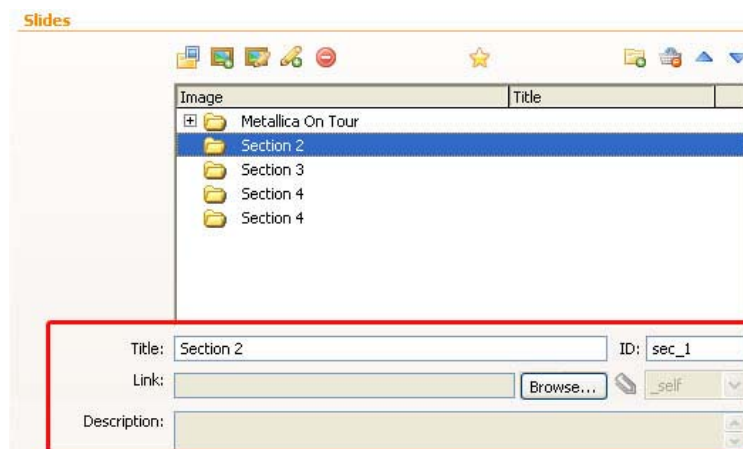 Slides
Image Title
Metallica On Tour
Section 2
Section 3
Section 4
Section 4
Title: Section 2 ID: sec_1
Link: Browse... _self
Description: